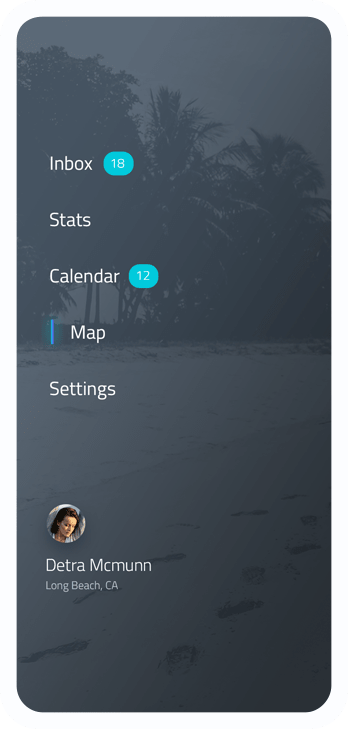 Inbox 18
Stats
Calendar 12
Map
Settings
Detra Mcmunn
Long Beach, CA